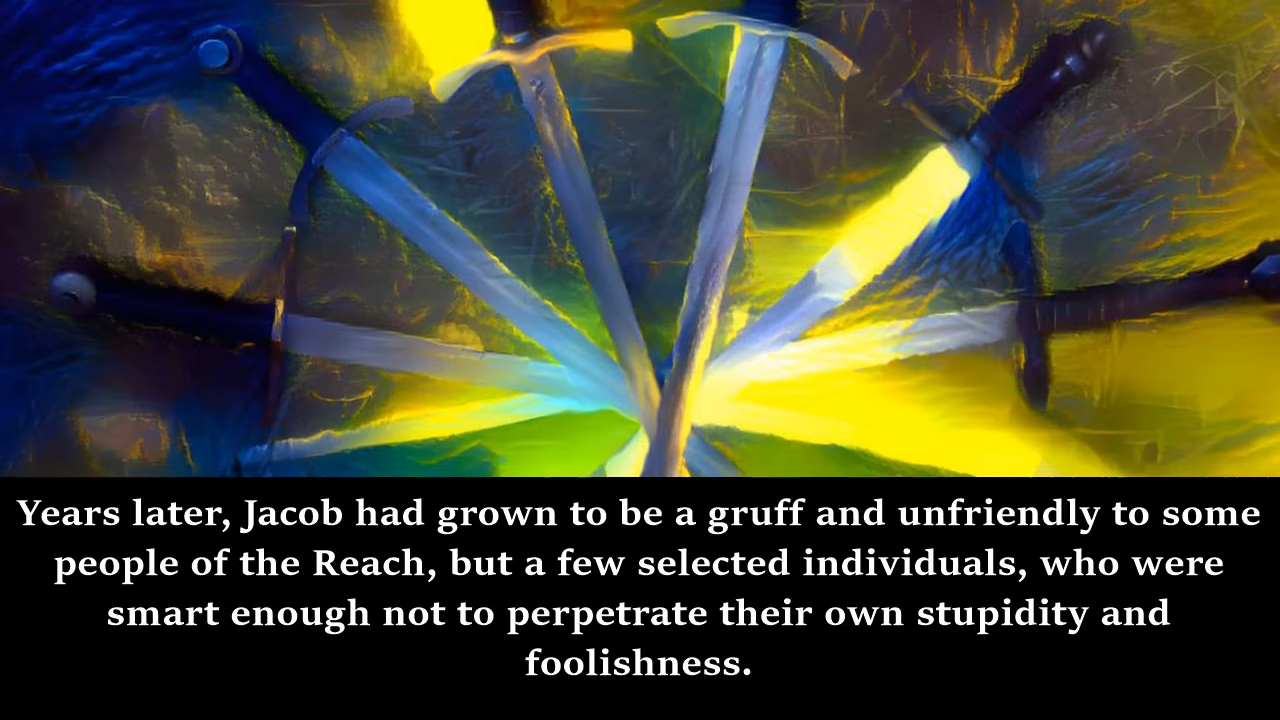 Years later, Jacob had grown to be a gruff and unfriendly to some
people of the Reach, but a few selected individuals, who were
smart enough not to perpetrate their own stupidity and
foolishness.